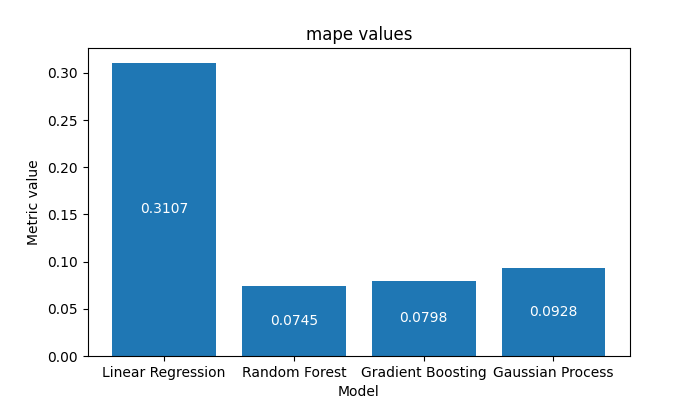 mape values
Metric value
0.30
0.25
0.20
0.15
0.10
0.05
0.00
0.3107
0.0745
0.0798
0.0928
Linear Regression Random Forest Gradient Boosting Gaussian Process
Model